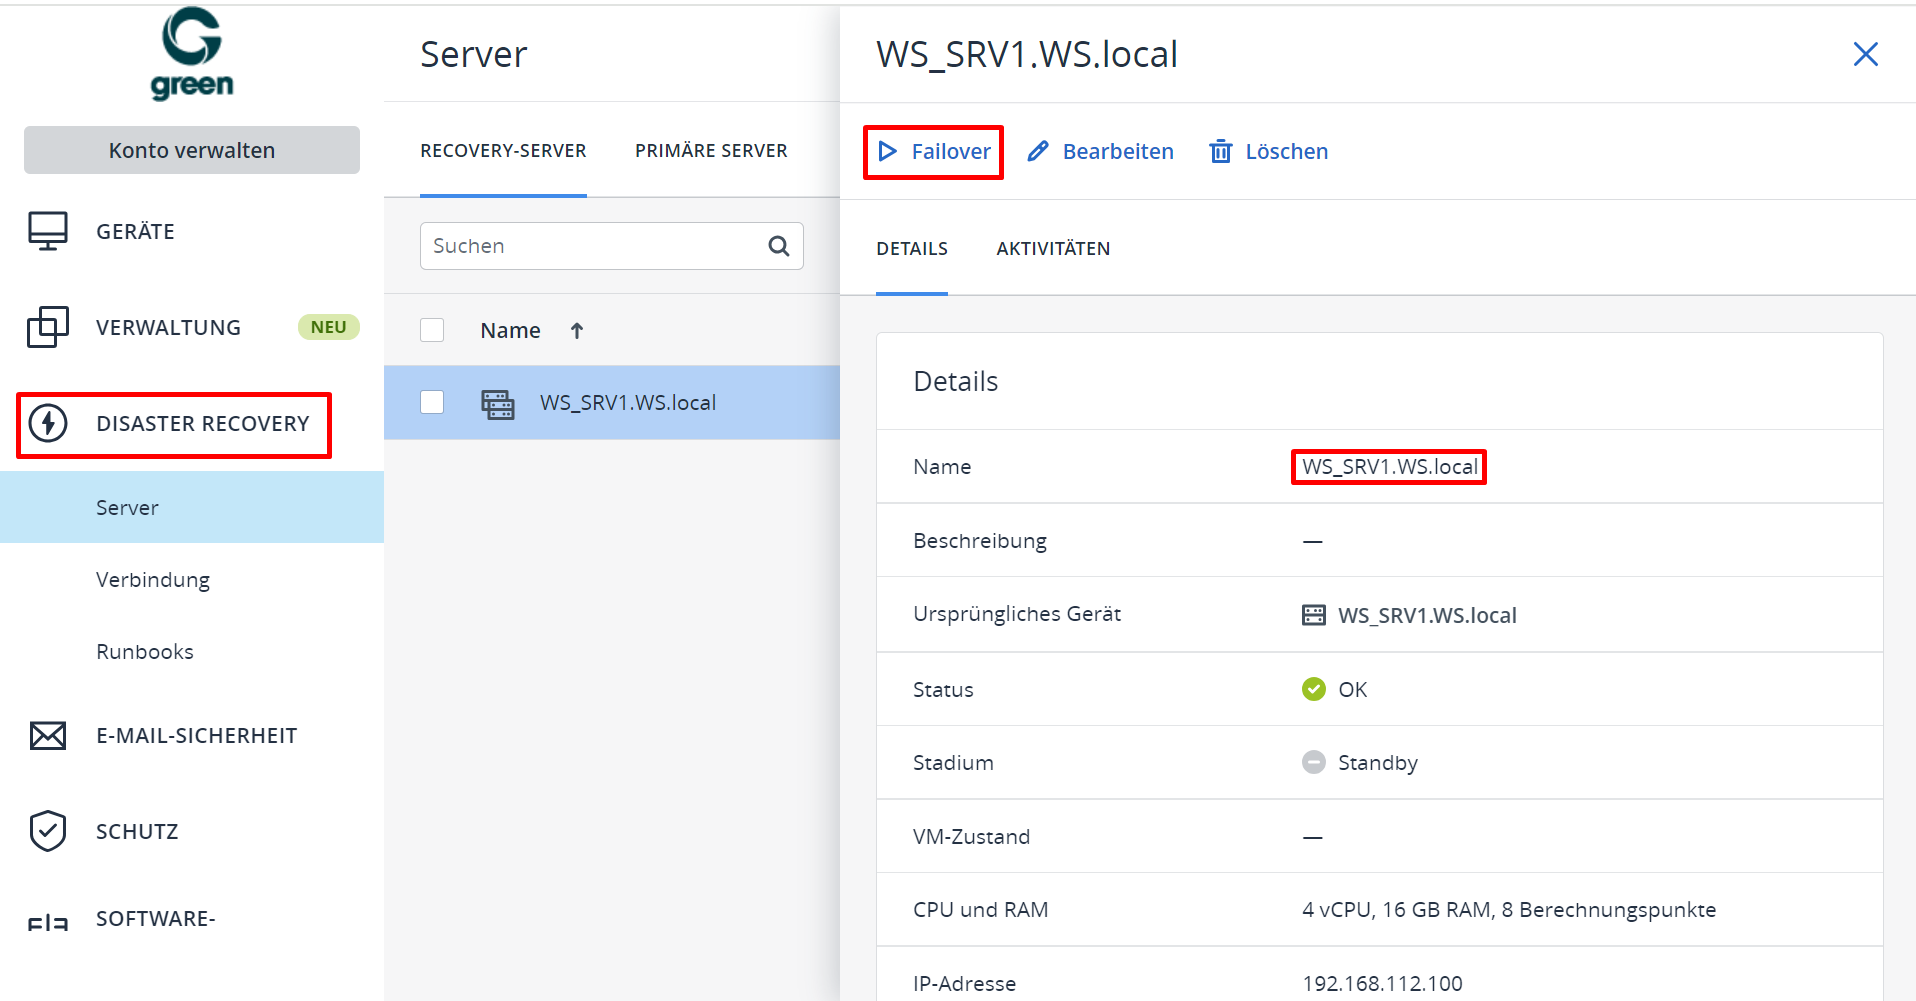 green
Konto verwalten
GERÄTE
VERWALTUNG NEU
DISASTER RECOVERY
Server
Verbindung
Runbooks
E-MAIL-SICHERHEIT
SCHUTZ
SOFTWARE-
Server
RECOVERY-SERVER PRIMÄRE SERVER
Suchen
Name
WS_SRV1.WS.local
WS_SRV1.WS.local
Failover Bearbeiten Löschen
DETAILS AKTIVITÄTEN
Details
Name WS_SRV1.WS.local
Beschreibung —
Ursprüngliches Gerät WS_SRV1.WS.local
Status OK
Stadium Standby
VM-Zustand —
CPU und RAM 4 vCPU, 16 GB RAM, 8 Berechnungspunkte
IP-Adresse 192.168.112.100